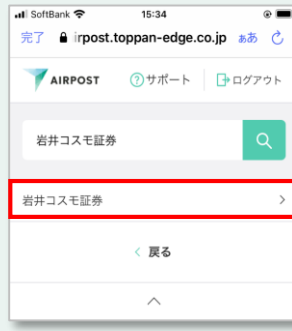 SoftBank 15:34
完了 irpost.toppan-edge.co.jp ぁあ
AIRPOST ?サポート ログアウト
岩井コスモ証券
岩井コスモ証券 >
< 戻る